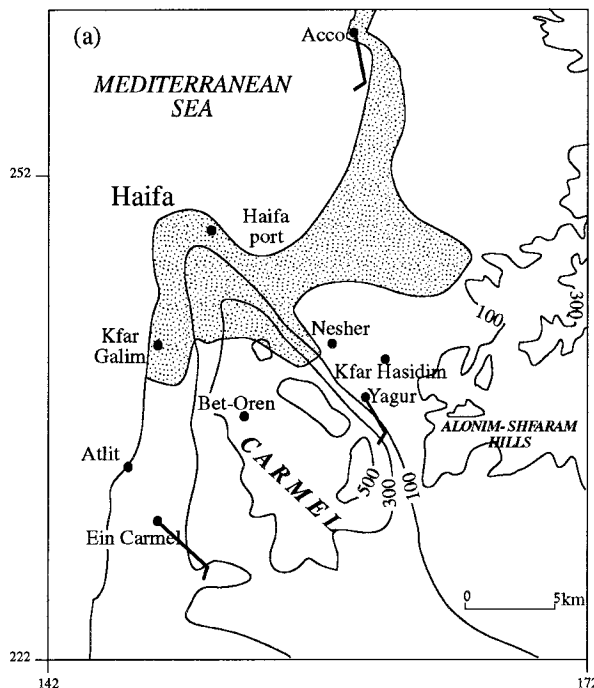 (a)
Acco
MEDITERRANEAN
SEA
252
Haifa
Haifa
port
100
300
Kfar
Galim
Nesher
Kfar Hasidim
Yagur
Bet-Oren
ALONIM-SHFARAM
HILLS
Atlit
CARMEL
500
300
100
Ein Carmel
0 5km
222
142
172